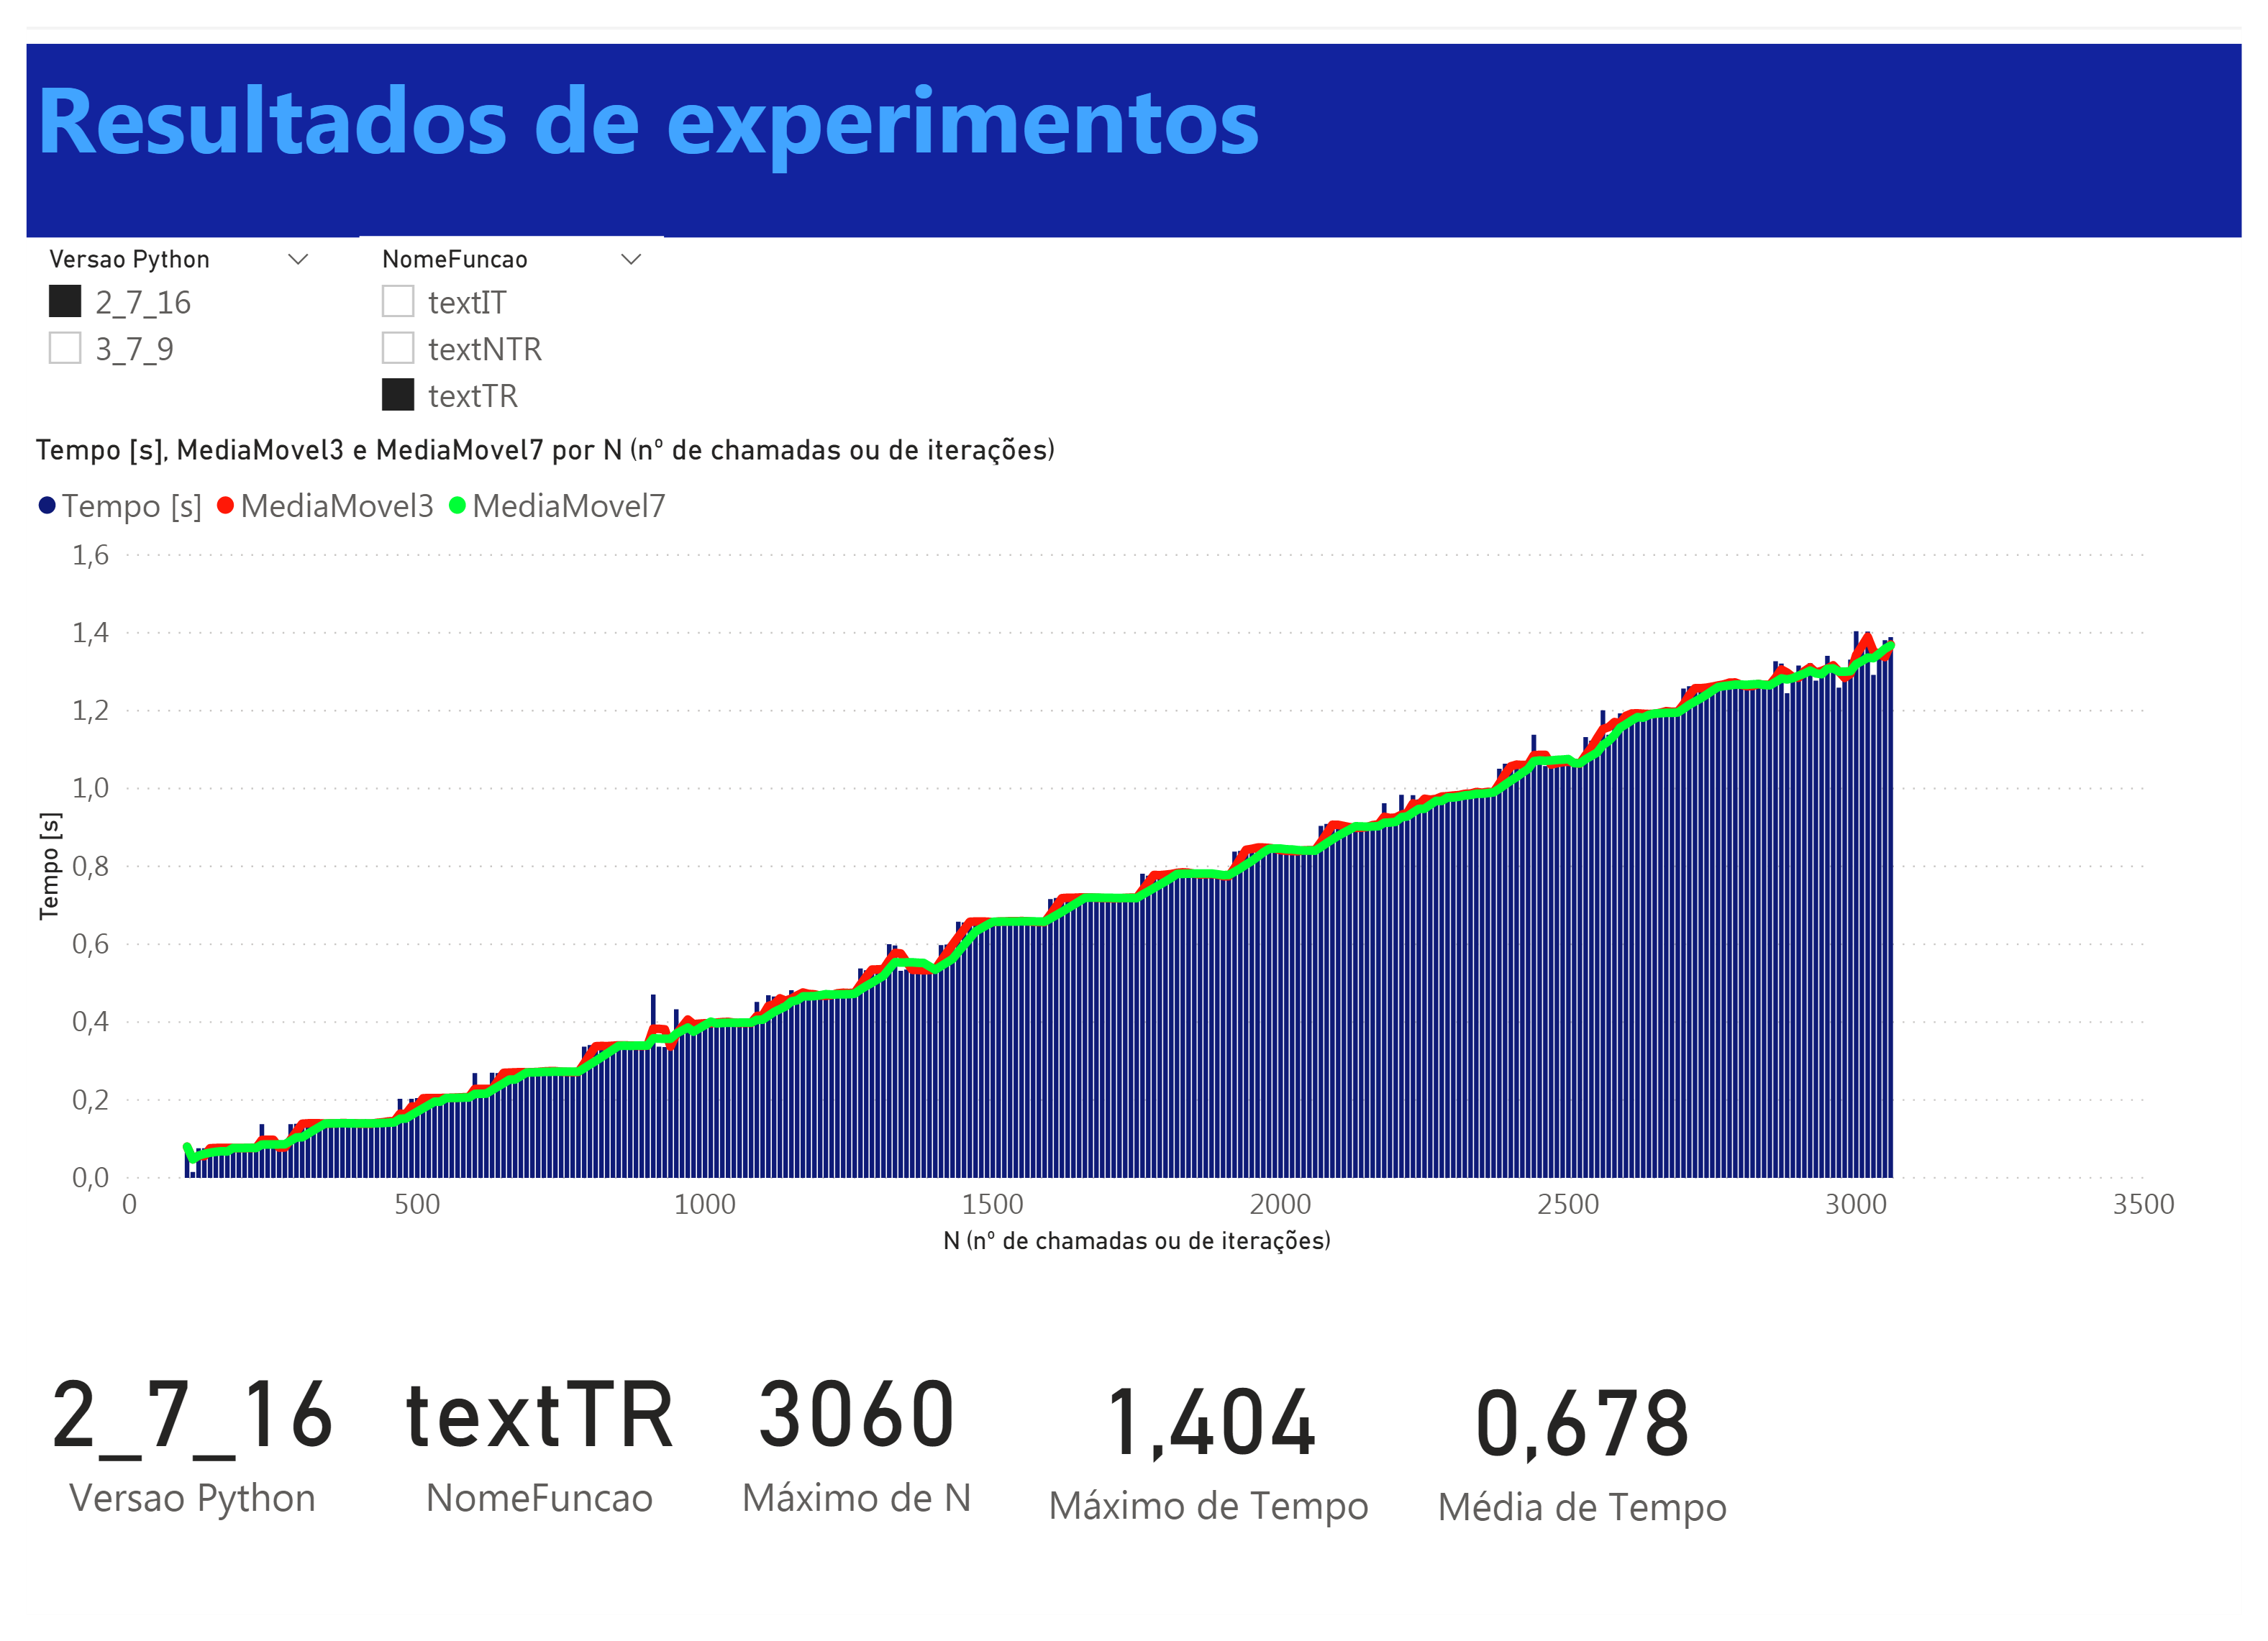 Resultados de experimentos
Versao Python
2_7_16
3_7_9
NomeFuncao
textIT
textNTR
textTR
Tempo [s], MediaMovel3 e MediaMovel7 por N (nº de chamadas ou de iterações)
Tempo [s] MediaMovel3 MediaMovel7
1,6
1,4
1,2
1,0
0,8
0,6
0,4
0,2
0,0
Tempo [s]
0 500 1000 1500 2000 2500 3000 3500
N (nº de chamadas ou de iterações)
2_7_16
Versao Python
textTR
NomeFuncao
3060
Máximo de N
1,404
Máximo de Tempo
0,678
Média de Tempo